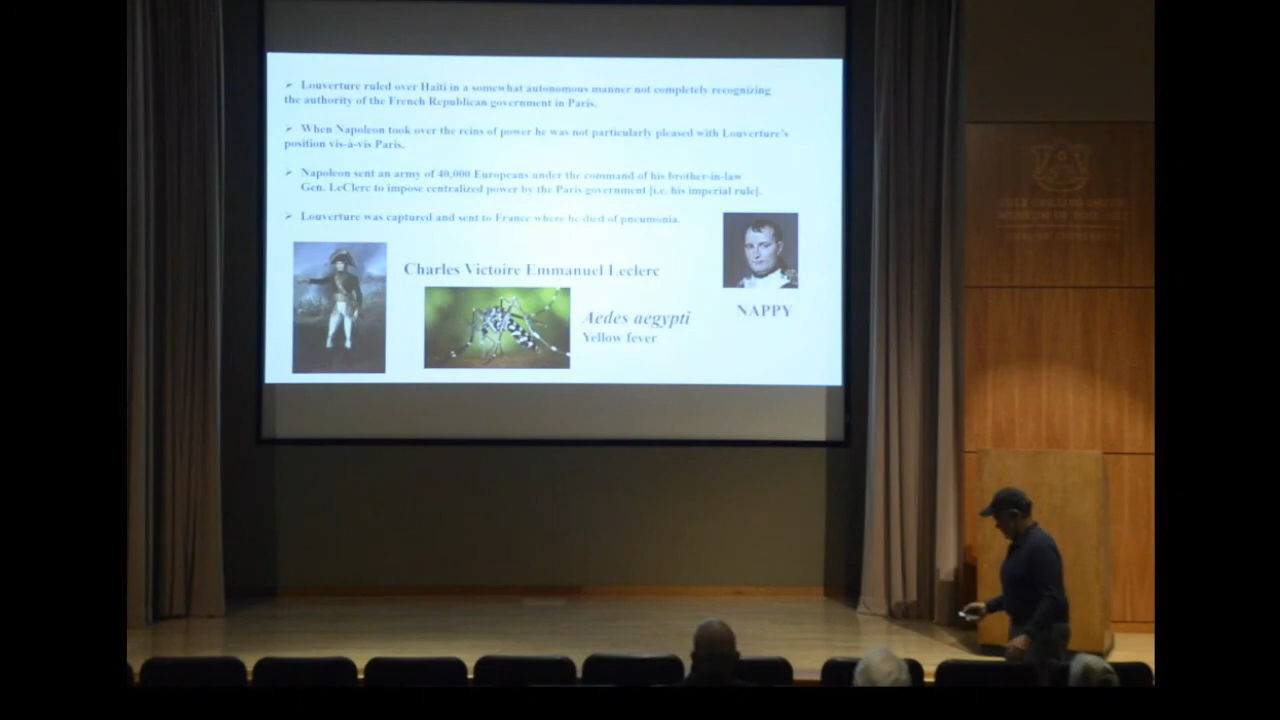 ➢ Louverture ruled over Haiti in a somewhat autonomous manner not completely recognizing
the authority of the French Republican government in Paris.
➢ When Napoleon took over the reins of power he was not particularly pleased with Louverture's
position vis-à-vis Paris.
➢ Napoleon sent an army of 40,000 Europeans under the command of his brother-in-law
Gen. LeClerc to impose centralized power by the Paris government [i.e. his imperial rule].
➢ Louverture was captured and sent to France where he died of pneumonia.
Charles Victoire Emmanuel Leclerc
NAPPY
Aedes aegypti
Yellow fever